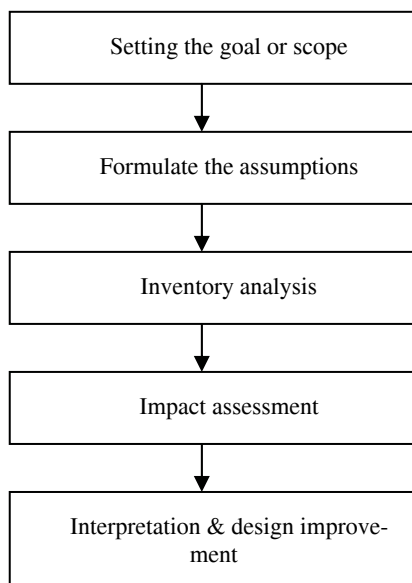 Setting the goal or scope
Formulate the assumptions
Inventory analysis
Impact assessment
Interpretation & design improve-
ment